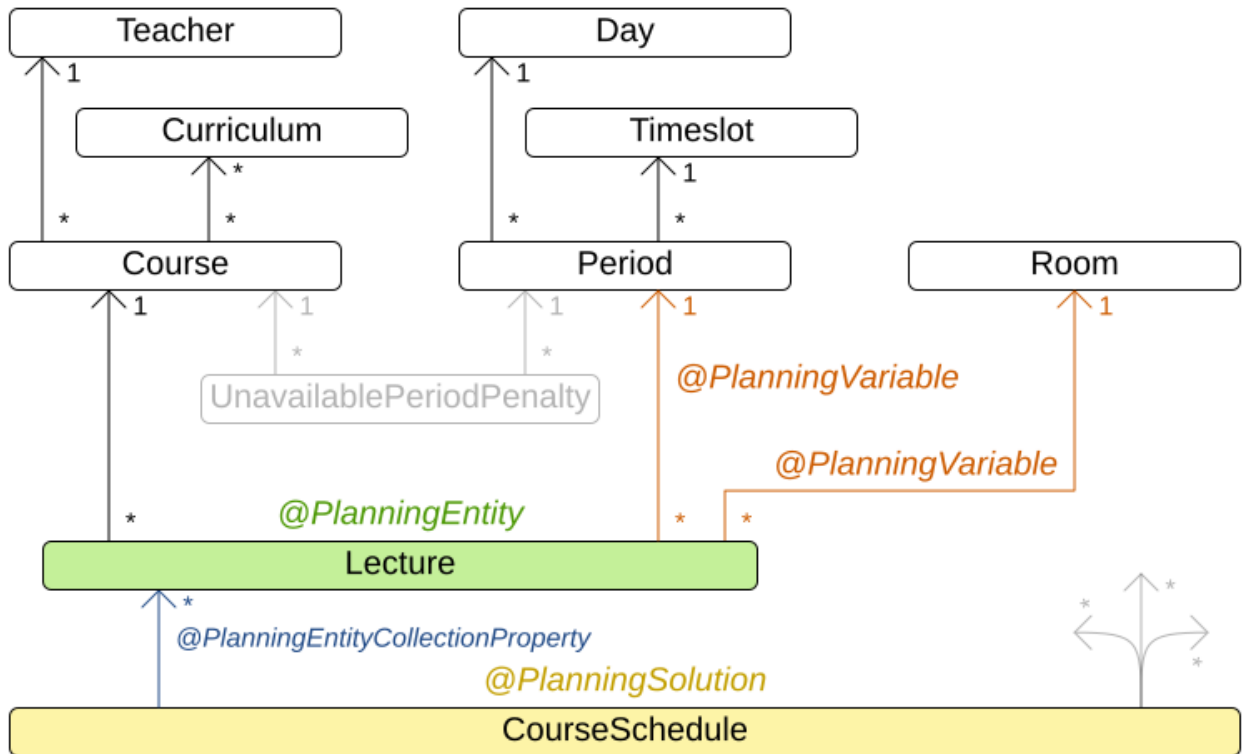 Teacher
Day
1
1
Curriculum
Timeslot
*
1
*
*
*
*
Course
Period
Room
1
1
1
1
1
*
*
@PlanningVariable
UnavailablePeriodPenalty
@PlanningVariable
@PlanningEntity
*
*
*
Lecture
*
*
*
@PlanningEntityCollectionProperty
*
@PlanningSolution
CourseSchedule